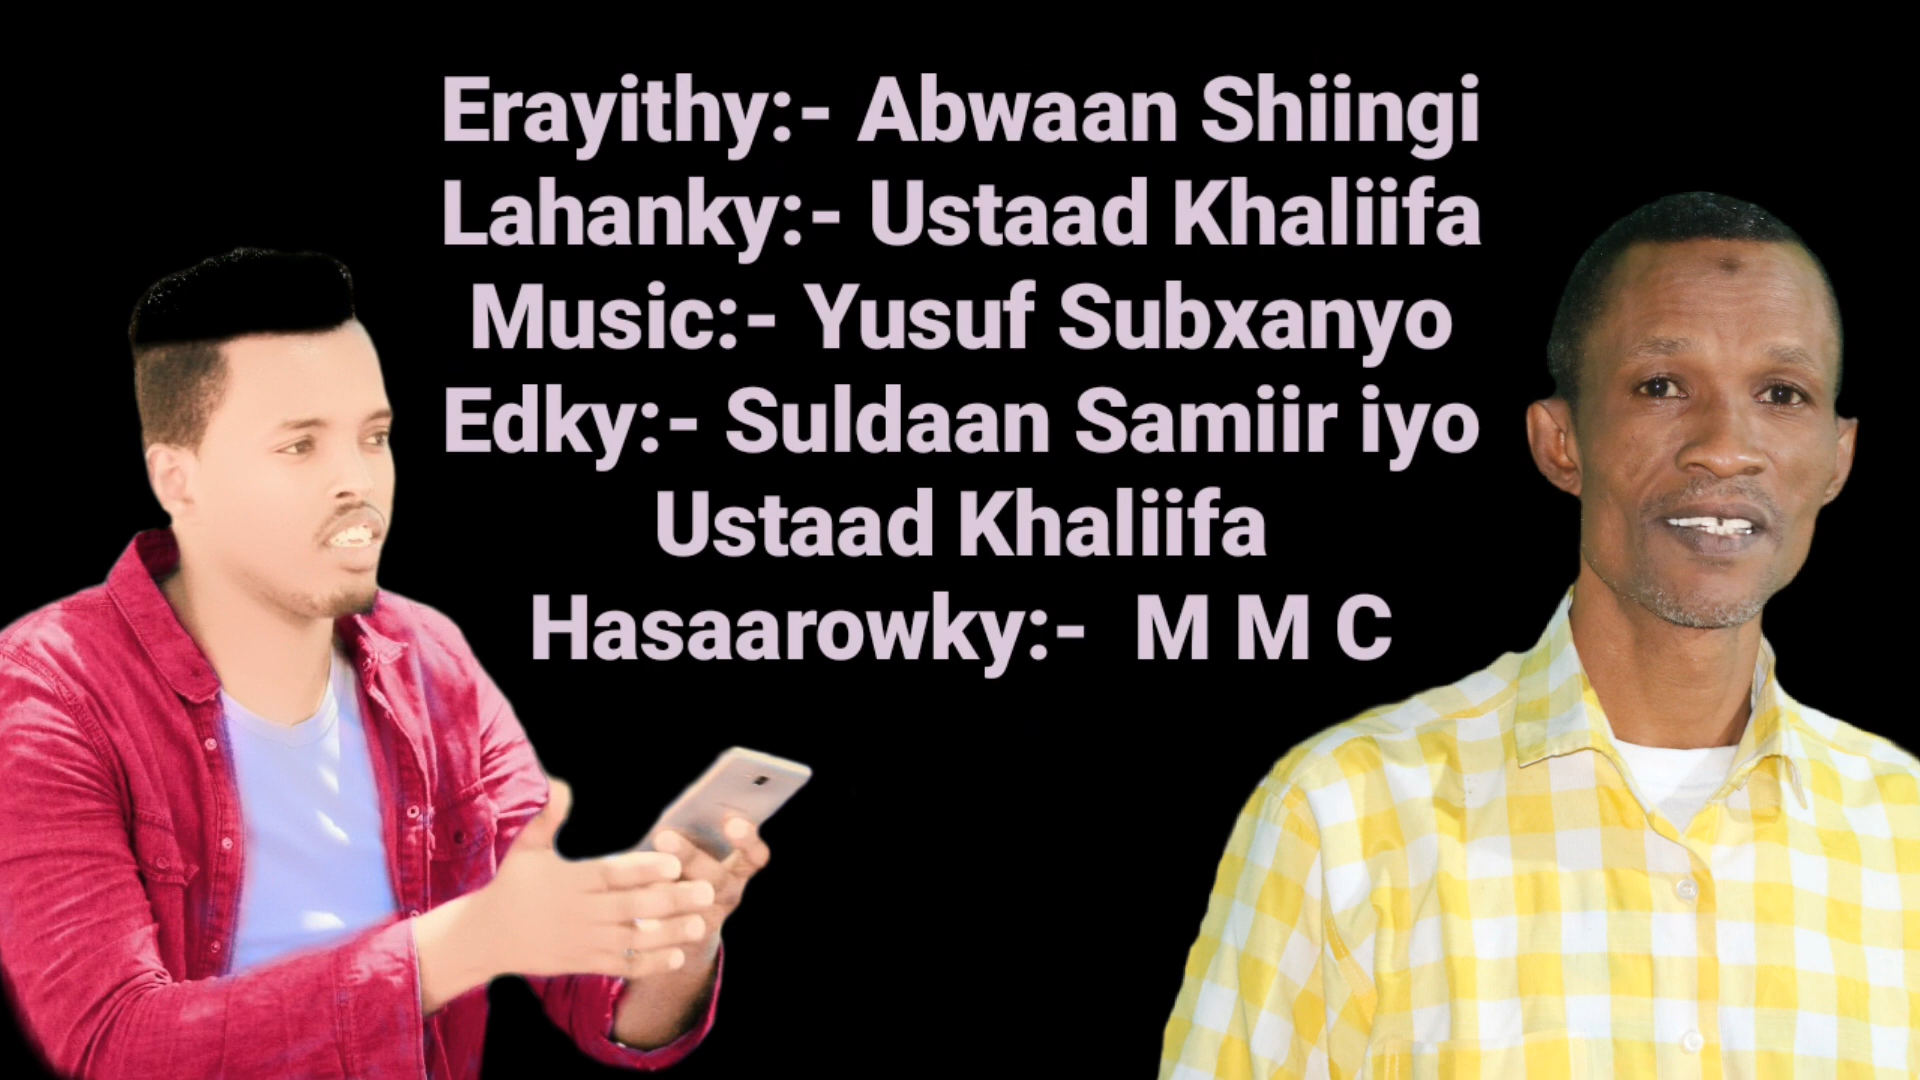 Erayithy:- Abwaan Shiingi
Lahanky:- Ustaad Khaliifa
Music:- Yusuf Subxanyo
Edky:- Suldaan Samiir iyo
Ustaad Khaliifa
Hasaarowky:- M M C